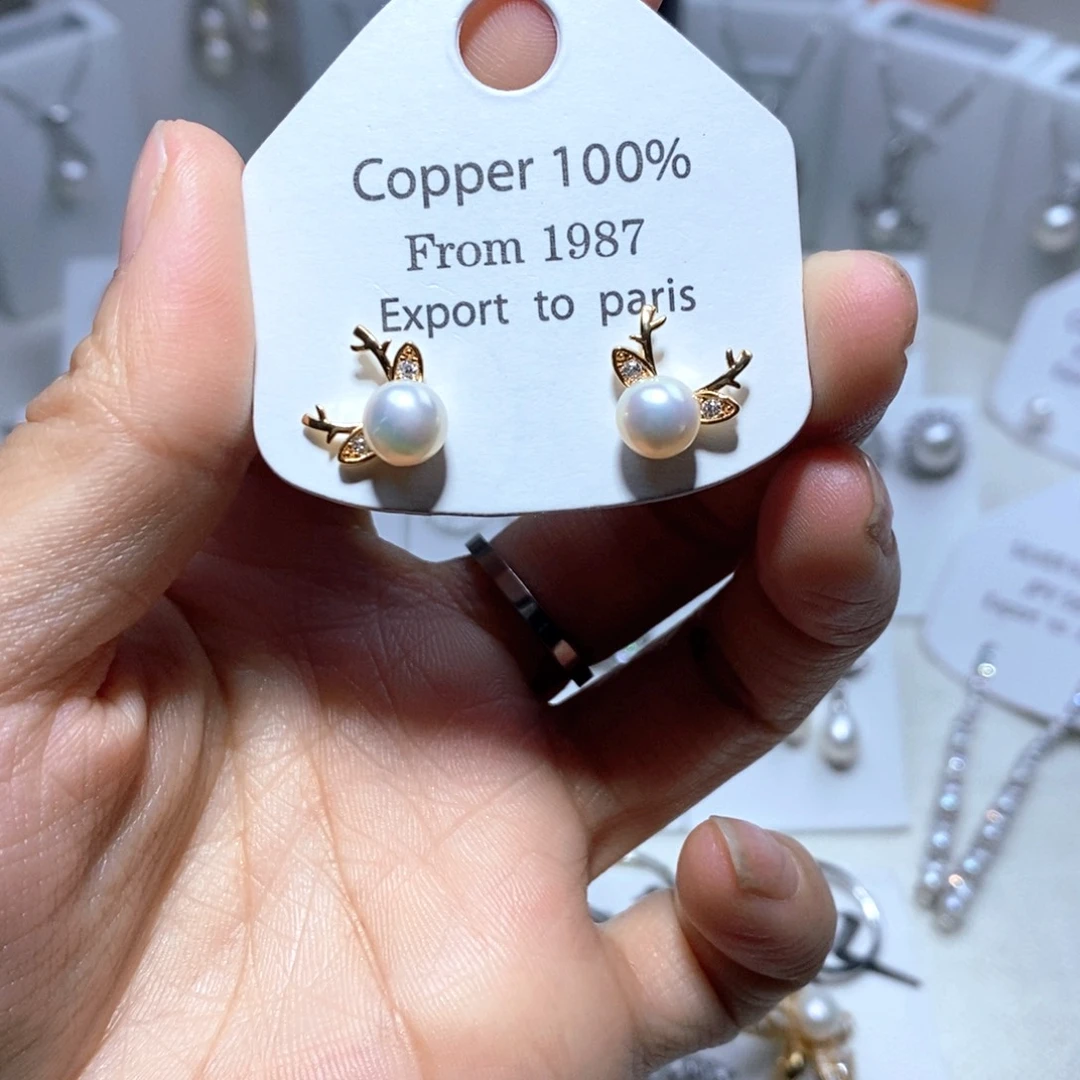 Copper 100%
From 1987
Export to paris